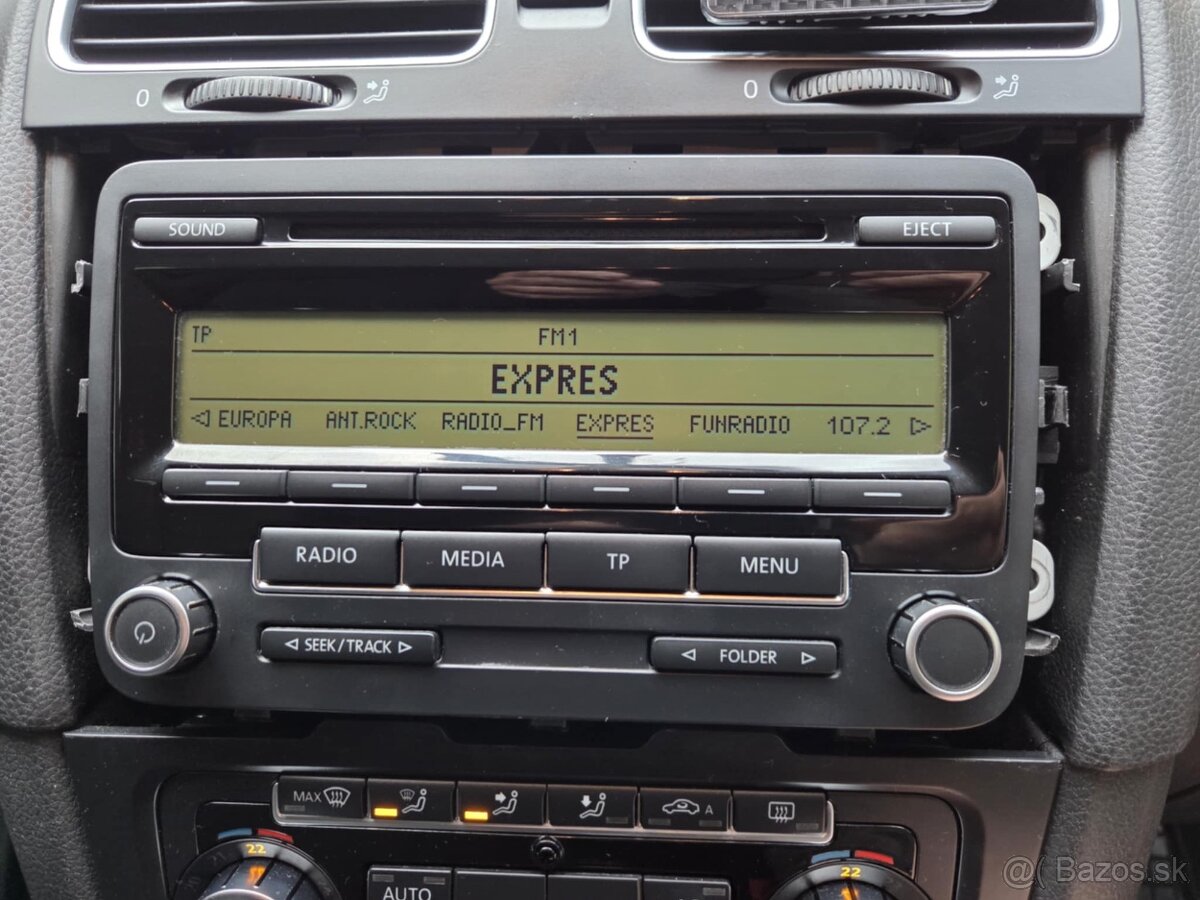 0 0
SOUND EJECT
TP FM1
EXPRES
EUROPA ANT.ROCK RADIO_FM EXPRES FUNRADIO 107.2
RADIO MEDIA TP MENU
SEEK/TRACK FOLDER
MAX A
22 22
AUTO
@( Bazos.sk